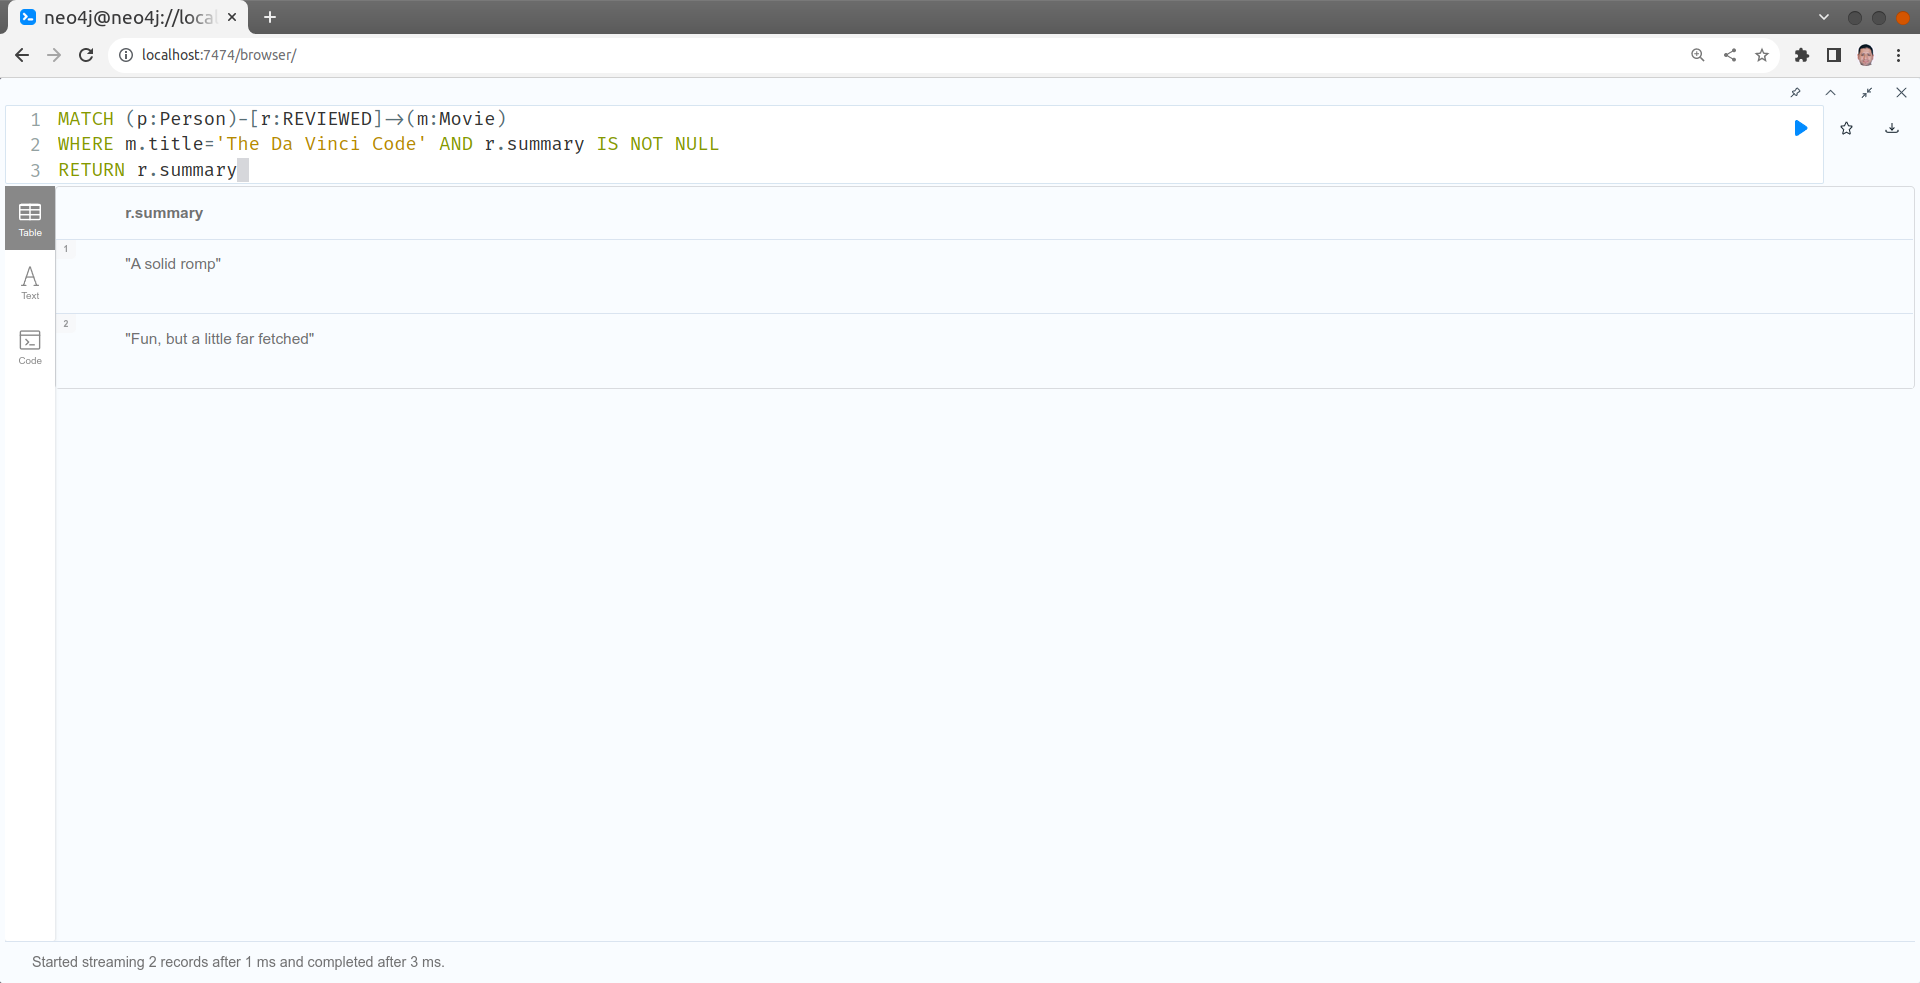 neo4j@neo4j://local
localhost:7474/browser/
1 MATCH (p:Person)-[r:REVIEWED]->(m:Movie)
2 WHERE m.title='The Da Vinci Code' AND r.summary IS NOT NULL
3 RETURN r.summary
Table
r.summary
1
"A solid romp"
Text
2
"Fun, but a little far fetched"
Code
Started streaming 2 records after 1 ms and completed after 3 ms.